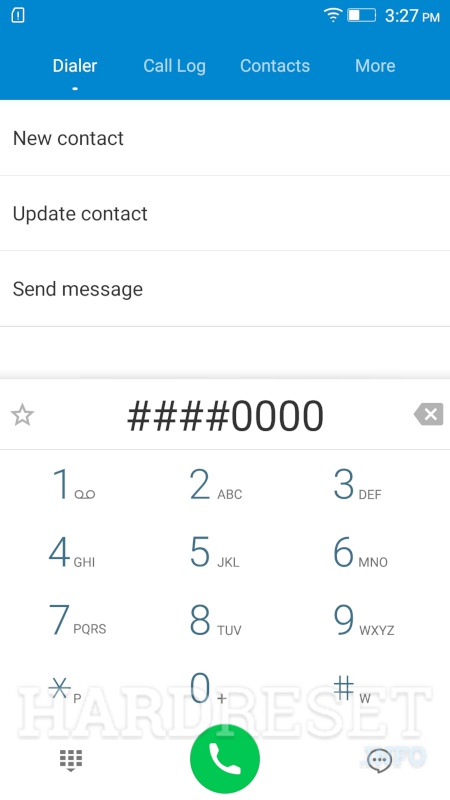 3:27 PM
Dialer Call Log Contacts More
New contact
Update contact
Send message
####0000
1 2 ABC 3 DEF
4 GHI 5 JKL 6 MNO
7 PQRS 8 TUV 9 WXYZ
* P 0 + # W
HARDRESET
.INFO